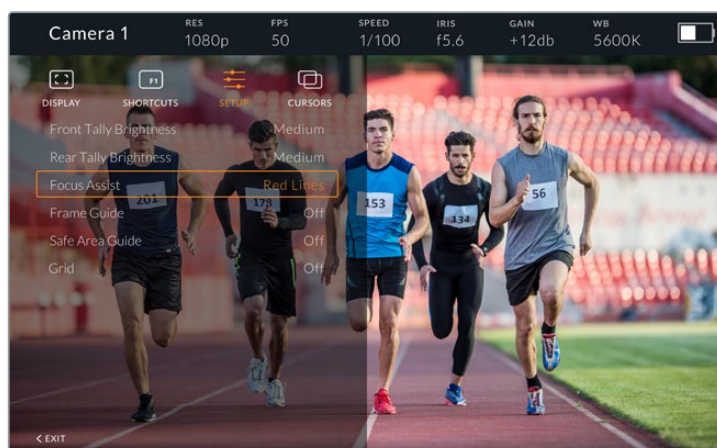 Camera 1
RES FPS SPEED IRIS GAIN WB
1080p 50 1/100 f5.6 +12db 5600K
F1
DISPLAY SHORTCUTS SETUP CURSORS
Front Tally Brightness Medium
Rear Tally Brightness Medium
Focus Assist Red Lines
Frame Guide Off
Safe Area Guide Off
Grid Off
201
178
153
134
56
< EXIT